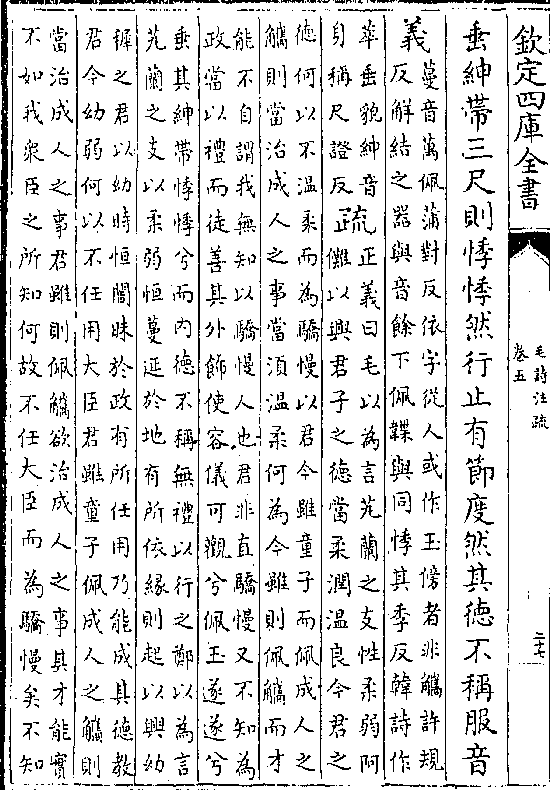 欽定四庫全書
毛詩注疏
卷五
二十七
垂紳帶三尺則悸悸然行止有節度然其德不稱服音
義
蔓音萬佩蒲對反依字從人或作玉傍者非觿許規
反解結之器與音餘下佩韘與同悸其季反韓詩作
萃垂貌紳音
身稱尺證反
疏
正義曰毛以為言芄蘭之支性柔弱阿
儺以興君子之德當柔潤溫良今君之
德何以不溫柔而為驕慢以君今雖童子而佩成人之
觿則當治成人之事當須溫柔何為今雖則佩觿而才
能不自謂我無知以驕慢人也君非直驕慢又不知為
政當以禮而徒善其外飾使容儀可觀兮佩玉遂遂兮
垂其紳帶悸悸兮而內德不稱無禮以行之鄭以為言
芄蘭之支以柔弱恒蔓延於地有所依緣則起以興幼
稺之君以幼時恒闇昧於政有所任用乃能成其德教
君今幼弱何以不任用大臣君雖童子佩成人之觿則
當治成人之事君雖則佩觿欲治成人之事其才能實
不如我衆臣之所知何故不任大臣而為驕慢矣不知